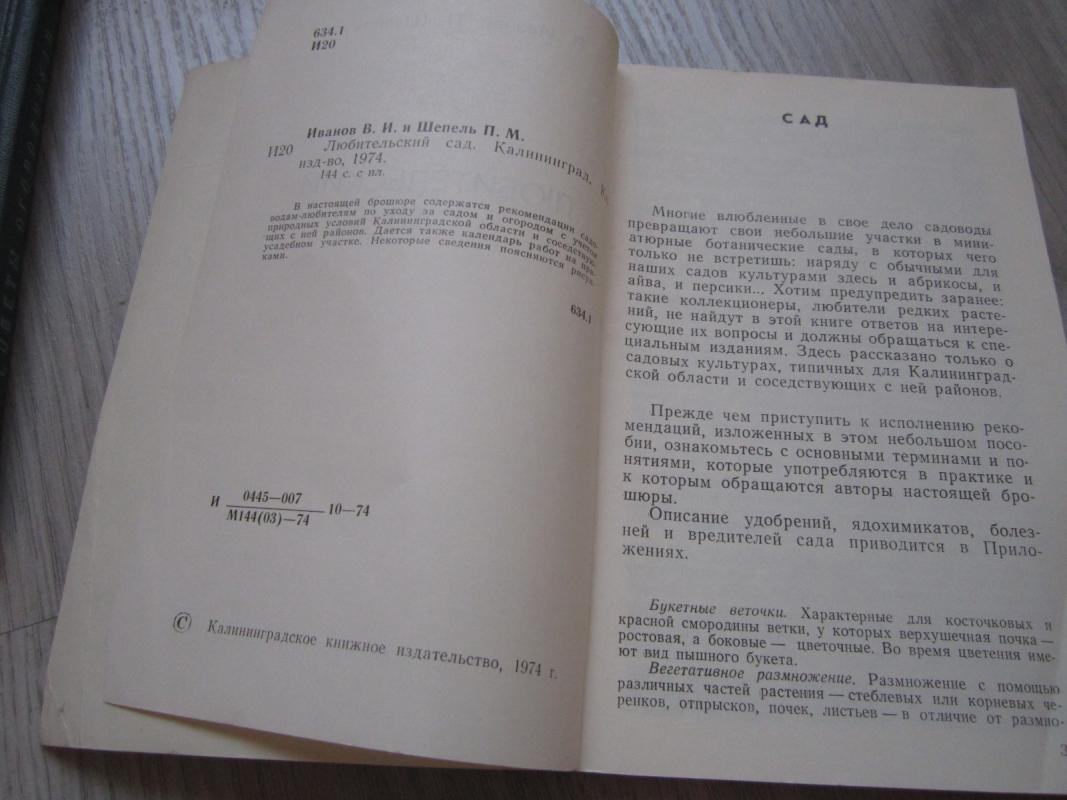 634.1
И20
Иванов В. И. и Шепель П. М.
И20 Любительский сад. Калининград,
изд-во, 1974.
144 с. с ил.
В настоящей брошюре содержатся рекомендации садо-
водам-любителям по уходу за садом и огородом с учетом
природных условий Калининградской области и соседствую-
щих с ней районов. Дается также календарь работ на при-
усадебном участке. Некоторые сведения поясняются рисун-
ками.
634.1
И 0445—007
М144(03)—74 10—74
© Калининградское книжное издательство, 1974 г.
САД
Многие влюбленные в свое дело садоводы
превращают свои небольшие участки в мини-
атюрные ботанические сады, в которых чего
только не встретишь: наряду с обычными для
наших садов культурами здесь и абрикосы, и
айва, и персики... Хотим предупредить заранее:
такие коллекционеры, любители редких расте-
ний, не найдут в этой книге ответов на интере-
сующие их вопросы и должны обращаться к спе-
циальным изданиям. Здесь рассказано только о
садовых культурах, типичных для Калининград-
ской области и соседствующих с ней районов.
Прежде чем приступить к исполнению реко-
мендаций, изложенных в этом небольшом посо-
бии, ознакомьтесь с основными терминами и по-
нятиями, которые употребляются в практике и
к которым обращаются авторы настоящей бро-
шюры.
Описание удобрений, ядохимикатов, болез-
ней и вредителей сада приводится в Прило-
жениях.
Букетные веточки. Характерные для косточковых и
красной смородины ветки, у которых верхушечная почка —
ростовая, а боковые — цветочные. Во время цветения име-
ют вид пышного букета.
Вегетативное размножение. Размножение с помощью
различных частей растения — стеблевых или корневых че-
ренков, отпрысков, почек, листьев — в отличие от размно-
3